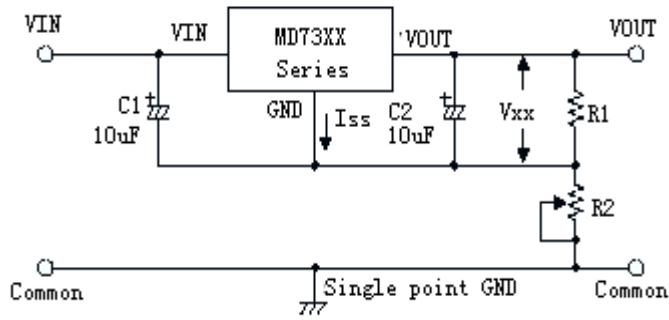 VIN
VIN
MD73XX
Series
VOUT
VOUT
C1
10uF
GND
Iss
C2
10uF
Vxx
R1
R2
Common
Single point GND
Common